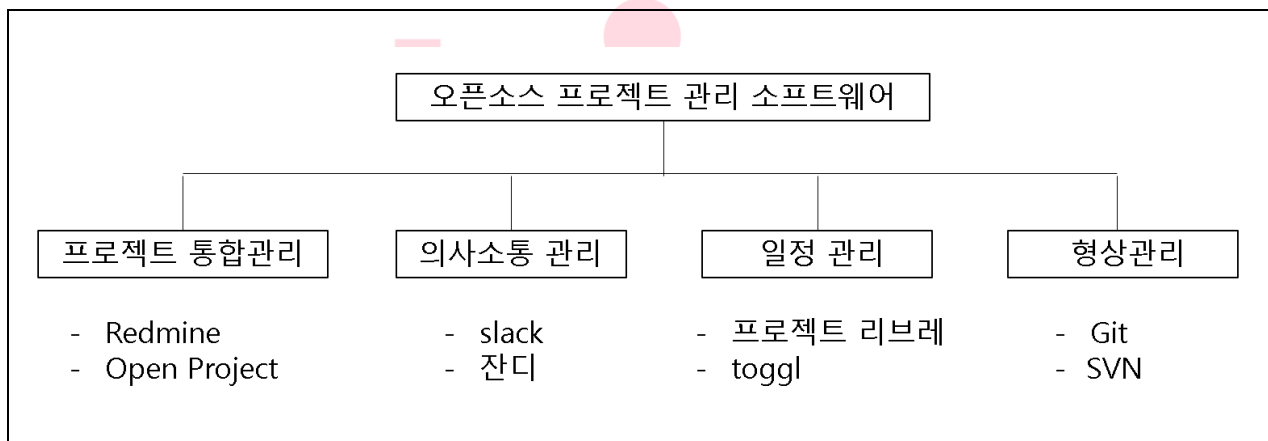 오픈소스 프로젝트 관리 소프트웨어
프로젝트 통합관리
- Redmine
- Open Project
의사소통 관리
- slack
- 잔디
일정 관리
- 프로젝트 리브레
- toggl
형상관리
- Git
- SVN